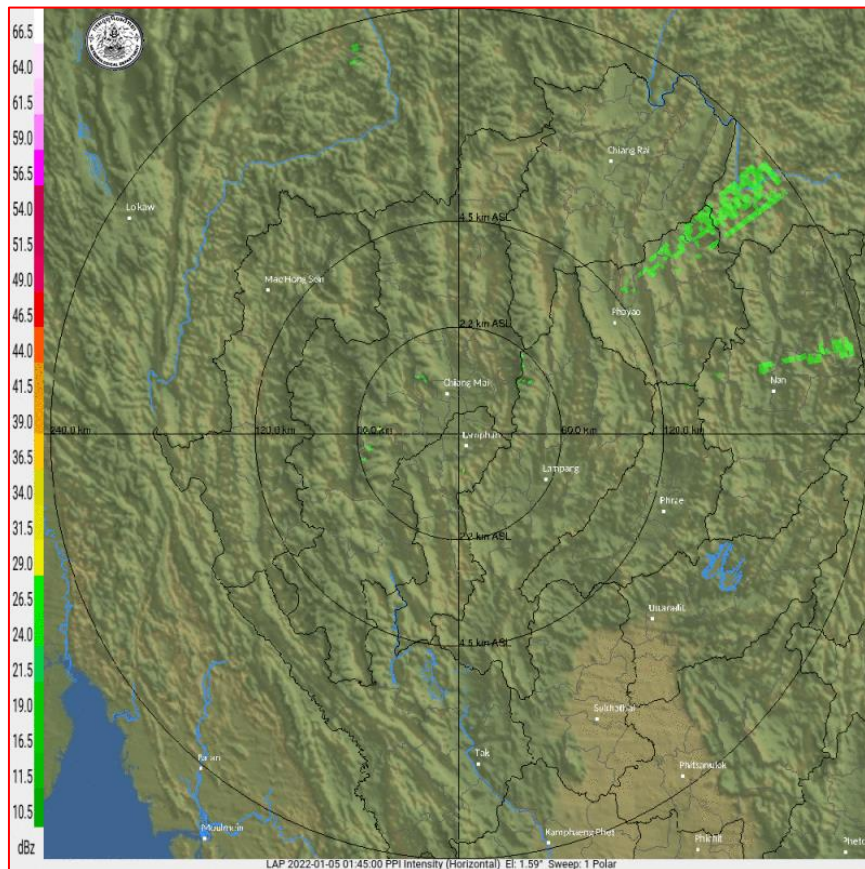 66.5
64.0
61.5
59.0
56.5
54.0
51.5
49.0
46.5
44.0
41.5
39.0
36.5
34.0
31.5
29.0
26.5
24.0
21.5
19.0
16.5
14.0
11.5
10.5
dBz
Chiang Rai
Loikaw
4.5 km ASL
Mae Hong Son
Phayao
2.2 km ASL
Nan
Chiang Mai
240.0 km
120.0 km
60.0 km
60.0 km
120.0 km
Lamphun
Lampang
Phrae
2.2 km ASL
4.5 km ASL
Sukhothai
Tak
Phitsanulok
Moulmein
Kamphaeng Phet
Phichit
LAP 2022-01-05 01:45:00 PPI Intensity (Horizontal) El: 1.59° Sweep: 1 Polar